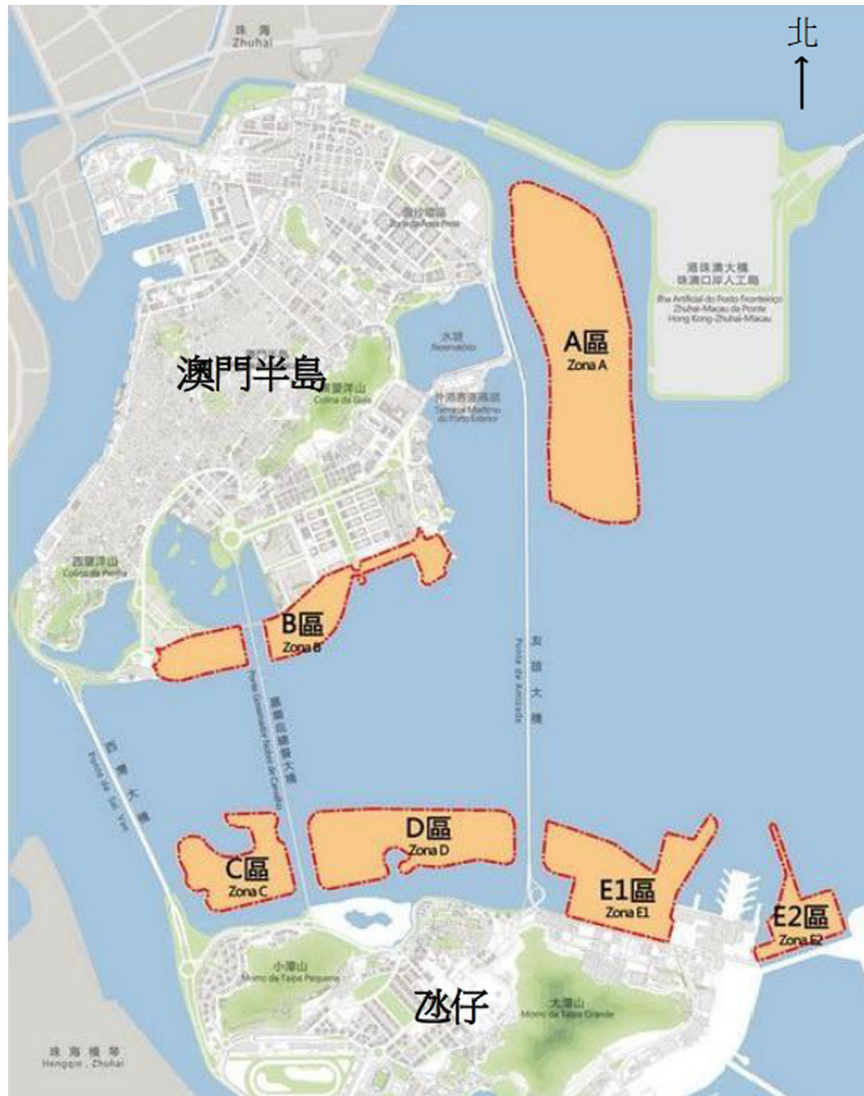 珠 海
Zhuhai
北
港珠澳大橋
珠澳口岸人工島
Ilha Artificial do Posto Fronteiriço
Zhuhai-Macau da Ponte
Hong Kong-Zhuhai-Macau
水塘
Reservatório
A區
Zona A
澳門半島
東望洋山
Colina da Guia
外港客運碼頭
Terminal Marítimo
do Porto Exterior
西望洋山
Colina da Penha
B區
Zona B
友誼大橋
Ponte da Amizade
嘉樂庇總督大橋
Ponte Governador Nobre de Carvalho
西灣大橋
Ponte de Sai Van
C區
Zona C
D區
Zona D
E1區
Zona E1
E2區
Zona E2
小潭山
Morro da Taipa Pequena
氹仔
大潭山
Morro da Taipa Grande
珠 海 橫 琴
Hengqin , Zhuhai